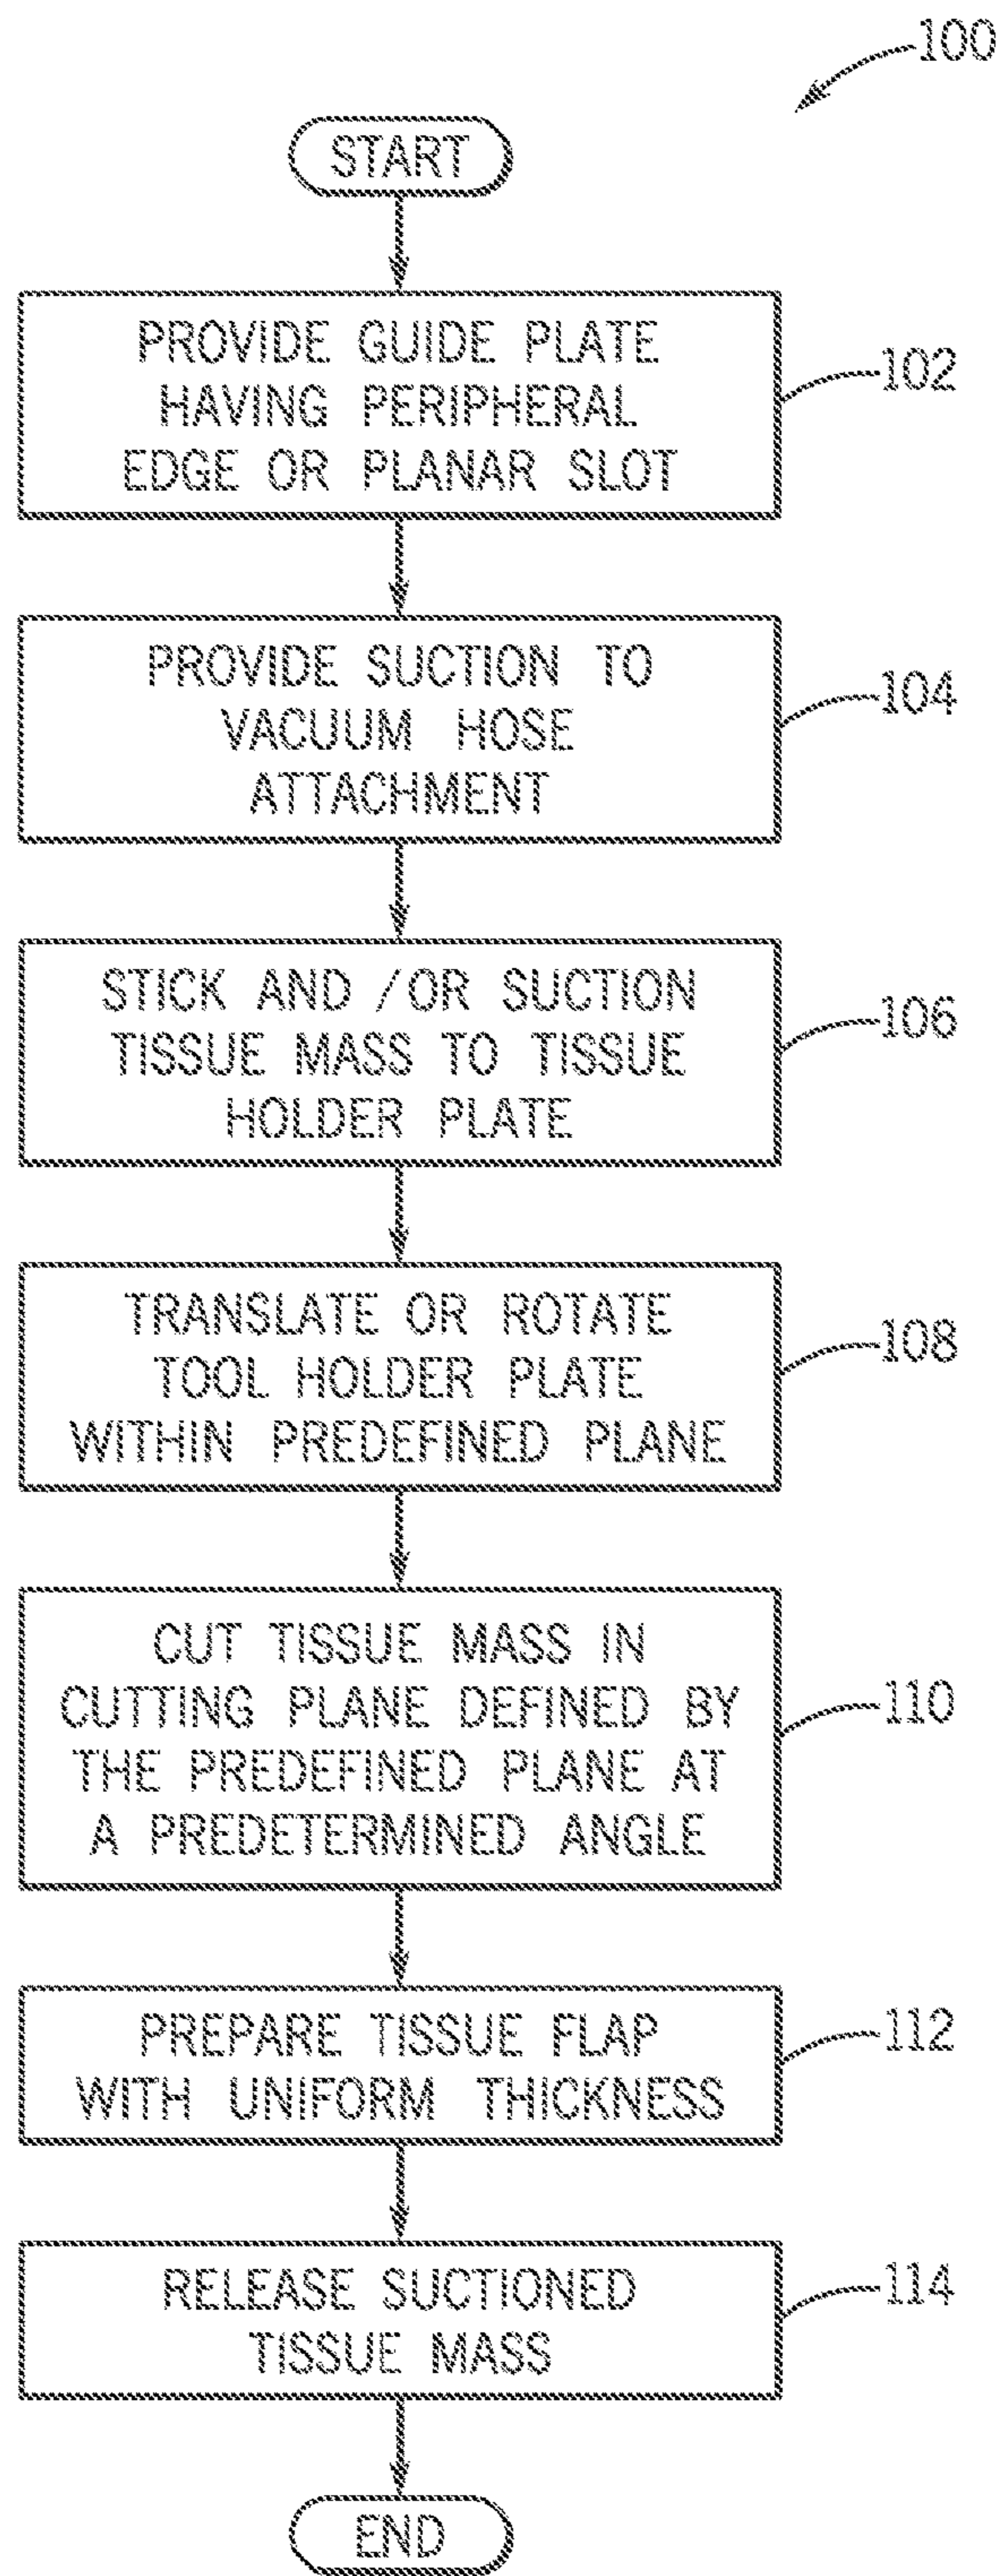 100
START
PROVIDE GUIDE PLATE
HAVING PERIPHERAL
EDGE OR PLANAR SLOT
102
PROVIDE SUCTION TO
VACUUM HOSE
ATTACHMENT
104
STICK AND /OR SUCTION
TISSUE MASS TO TISSUE
HOLDER PLATE
106
TRANSLATE OR ROTATE
TOOL HOLDER PLATE
WITHIN PREDEFINED PLANE
108
CUT TISSUE MASS IN
CUTTING PLANE DEFINED BY
THE PREDEFINED PLANE AT
A PREDETERMINED ANGLE
110
PREPARE TISSUE FLAP
WITH UNIFORM THICKNESS
112
RELEASE SUCTIONED
TISSUE MASS
114
END